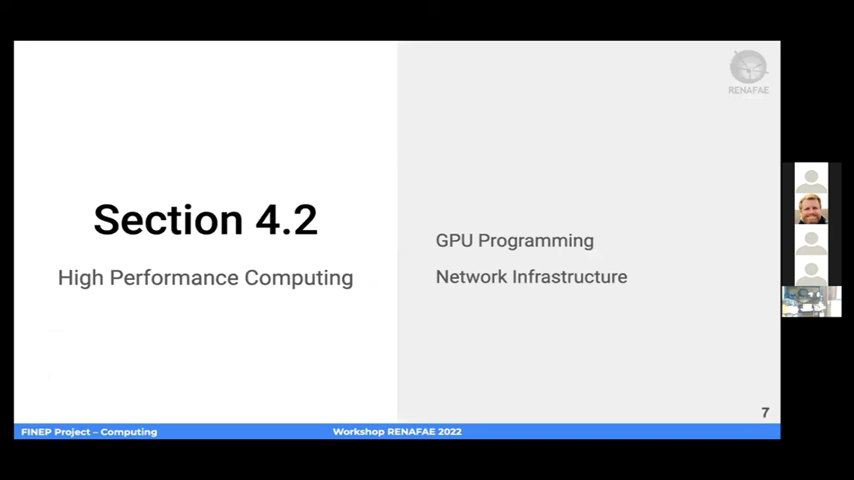 RENAFAE
Section 4.2
High Performance Computing
GPU Programming
Network Infrastructure
7
FINEP Project – Computing
Workshop RENAFAE 2022